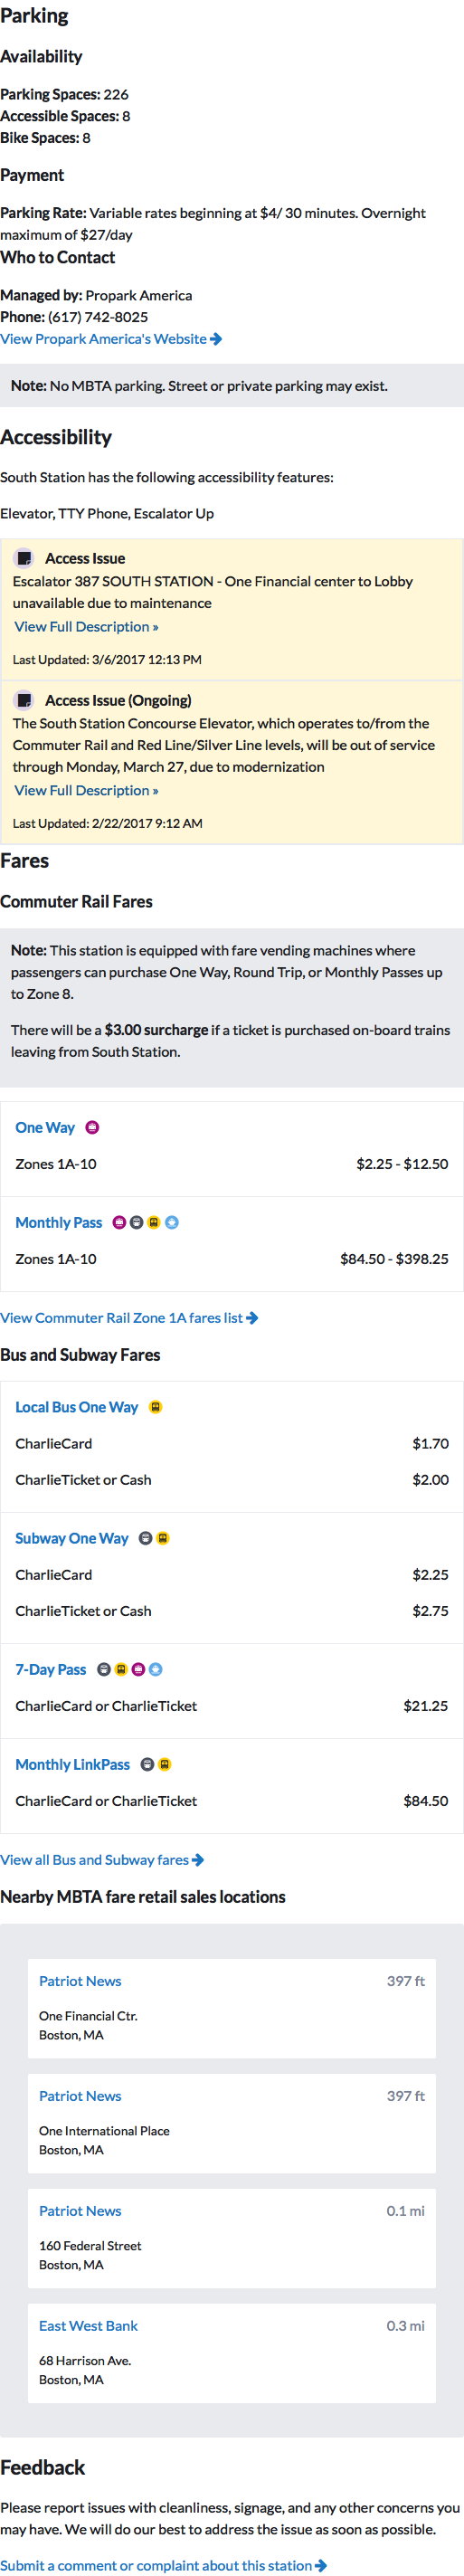 Parking
Availability
Parking Spaces: 226
Accessible Spaces: 8
Bike Spaces: 8
Payment
Parking Rate: Variable rates beginning at $4/ 30 minutes. Overnight
maximum of $27/day
Who to Contact
Managed by: Propark America
Phone: (617) 742-8025
View Propark America's Website
Note: No MBTA parking. Street or private parking may exist.
Accessibility
South Station has the following accessibility features:
Elevator, TTY Phone, Escalator Up
Access Issue
Escalator 387 SOUTH STATION - One Financial center to Lobby
unavailable due to maintenance
View Full Description »
Last Updated: 3/6/2017 12:13 PM
Access Issue (Ongoing)
The South Station Concourse Elevator, which operates to/from the
Commuter Rail and Red Line/Silver Line levels, will be out of service
through Monday, March 27, due to modernization
View Full Description »
Last Updated: 2/22/2017 9:12 AM
Fares
Commuter Rail Fares
Note: This station is equipped with fare vending machines where
passengers can purchase One Way, Round Trip, or Monthly Passes up
to Zone 8.
There will be a $3.00 surcharge if a ticket is purchased on-board trains
leaving from South Station.
One Way
Zones 1A-10 $2.25 - $12.50
Monthly Pass
Zones 1A-10 $84.50 - $398.25
View Commuter Rail Zone 1A fares list
Bus and Subway Fares
Local Bus One Way
CharlieCard $1.70
CharlieTicket or Cash $2.00
Subway One Way
CharlieCard $2.25
CharlieTicket or Cash $2.75
7-Day Pass
CharlieCard or CharlieTicket $21.25
Monthly LinkPass
CharlieCard or CharlieTicket $84.50
View all Bus and Subway fares
Nearby MBTA fare retail sales locations
Patriot News 397 ft
One Financial Ctr.
Boston, MA
Patriot News 397 ft
One International Place
Boston, MA
Patriot News 0.1 mi
160 Federal Street
Boston, MA
East West Bank 0.3 mi
68 Harrison Ave.
Boston, MA
Feedback
Please report issues with cleanliness, signage, and any other concerns you
may have. We will do our best to address the issue as soon as possible.
Submit a comment or complaint about this station